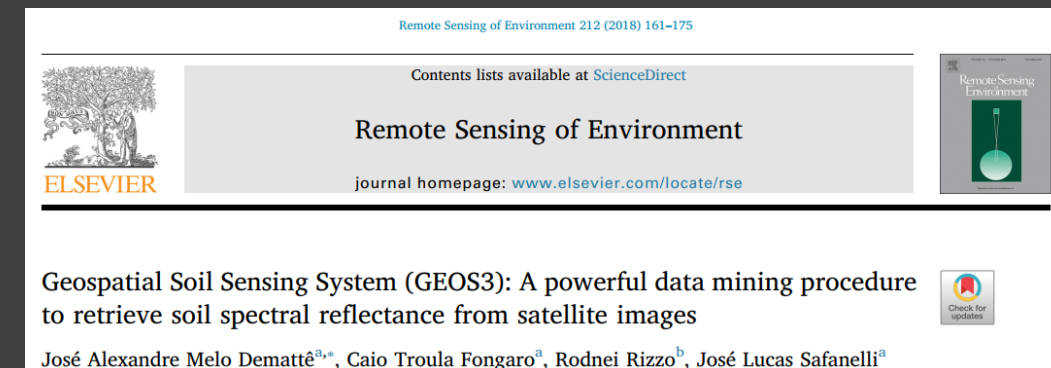 Remote Sensing of Environment 212 (2018) 161–175
Contents lists available at ScienceDirect
Remote Sensing of Environment
journal homepage: www.elsevier.com/locate/rse
ELSEVIER
Remote Sensing
Environment
Geospatial Soil Sensing System (GEOS3): A powerful data mining procedure
to retrieve soil spectral reflectance from satellite images
Check for
updates
José Alexandre Melo Demattêa,*, Caio Troula Fongaroa, Rodnei Rizzob, José Lucas Safanellia